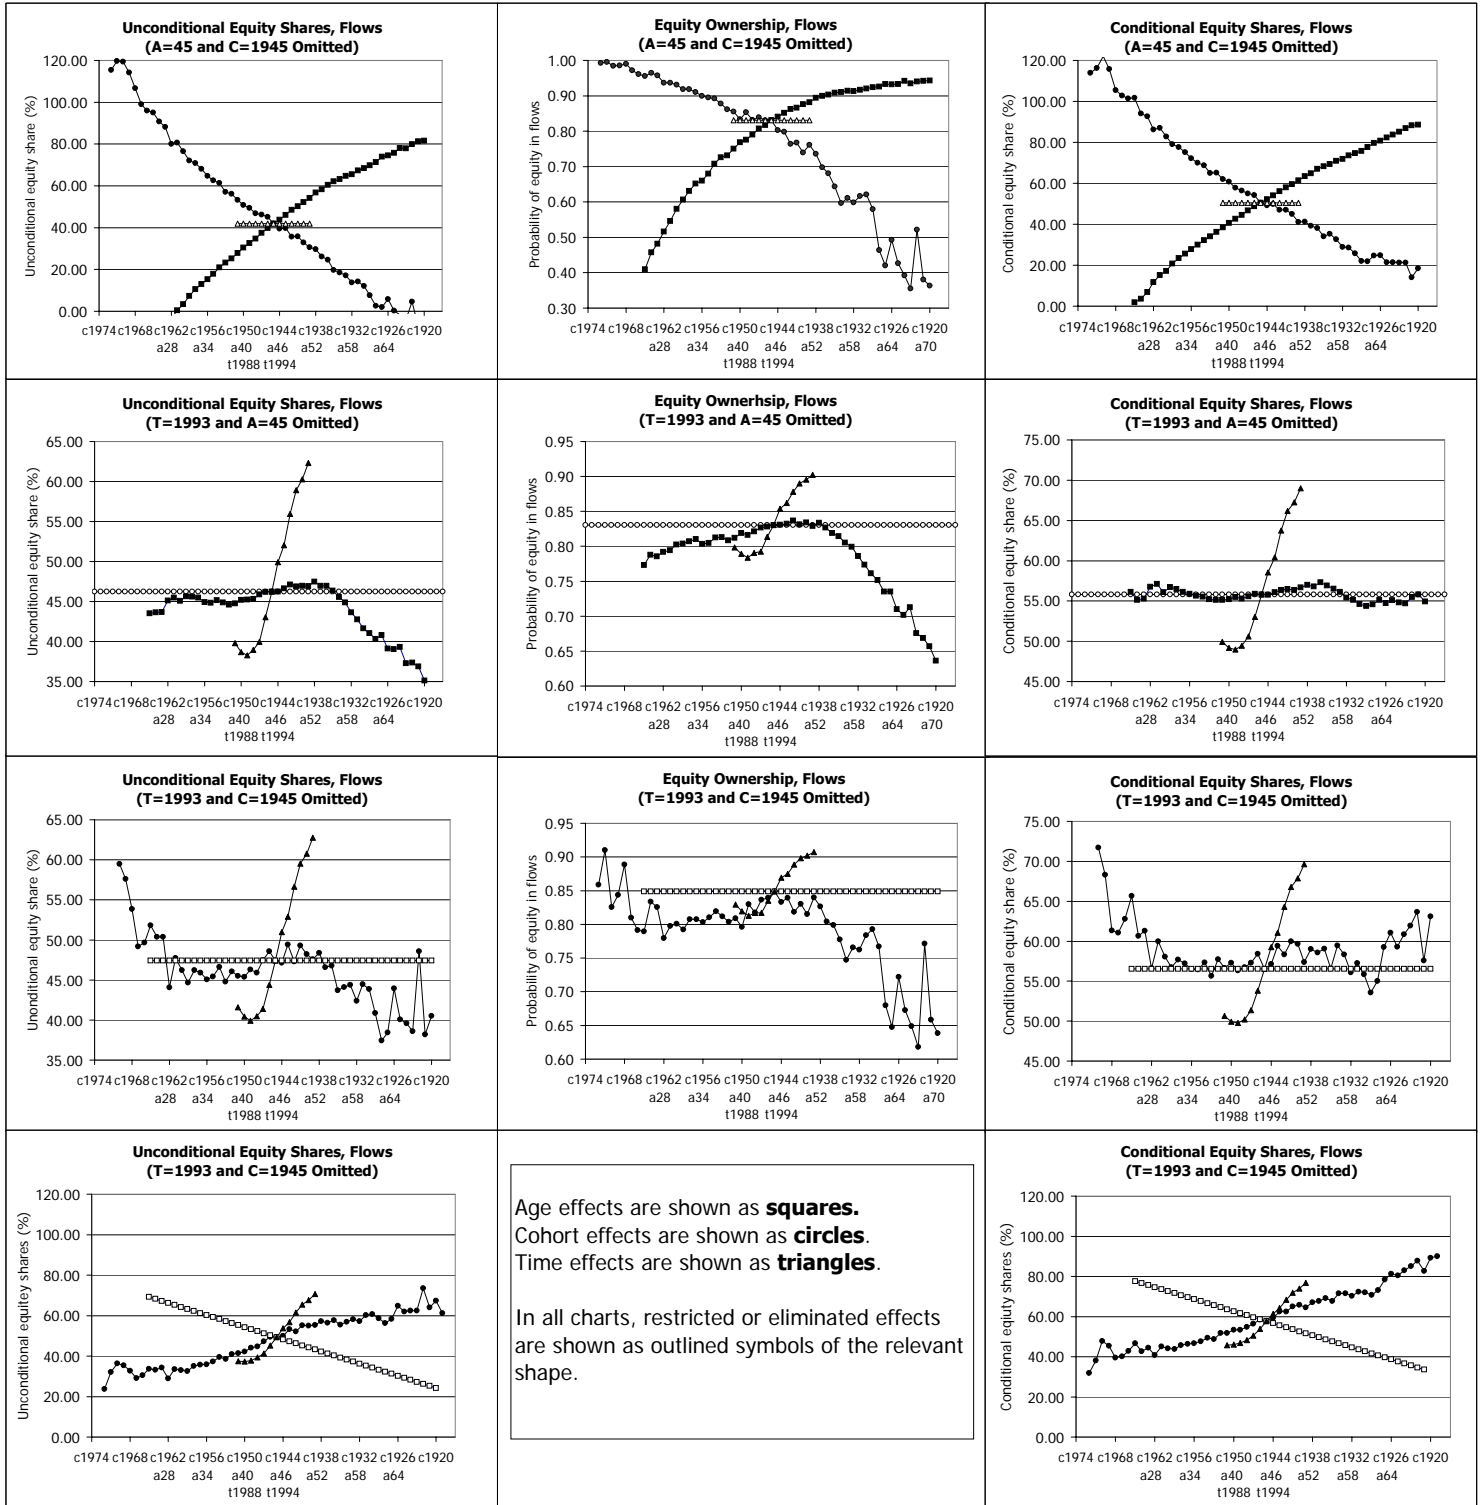 Unconditional Equity Shares, Flows
(A=45 and C=1945 Omitted)
Unconditional equity share (%)
120.00
100.00
80.00
60.00
40.00
20.00
0.00
c1974 c1968 c1962 c1956 c1950 c1944 c1938 c1932 c1926 c1920
a28 a34 a40 a46 a52 a58 a64
t1988 t1994
Equity Ownership, Flows
(A=45 and C=1945 Omitted)
Probability of equity in flows
1.00
0.90
0.80
0.70
0.60
0.50
0.40
0.30
c1974 c1968 c1962 c1956 c1950 c1944 c1938 c1932 c1926 c1920
a28 a34 a40 a46 a52 a58 a64 a70
t1988 t1994
Conditional Equity Shares, Flows
(A=45 and C=1945 Omitted)
Conditional equity share (%)
120.00
100.00
80.00
60.00
40.00
20.00
0.00
c1974 c1968 c1962 c1956 c1950 c1944 c1938 c1932 c1926 c1920
a28 a34 a40 a46 a52 a58 a64
t1988 t1994
Unconditional Equity Shares, Flows
(T=1993 and A=45 Omitted)
Unconditional equity share (%)
65.00
60.00
55.00
50.00
45.00
40.00
35.00
c1974 c1968 c1962 c1956 c1950 c1944 c1938 c1932 c1926 c1920
a28 a34 a40 a46 a52 a58 a64
t1988 t1994
Equity Ownerhsip, Flows
(T=1993 and A=45 Omitted)
Probability of equity in flows
0.95
0.90
0.85
0.80
0.75
0.70
0.65
0.60
c1974 c1968 c1962 c1956 c1950 c1944 c1938 c1932 c1926 c1920
a28 a34 a40 a46 a52 a58 a64 a70
t1988 t1994
Conditional Equity Shares, Flows
(T=1993 and A=45 Omitted)
Conditional equity share (%)
75.00
70.00
65.00
60.00
55.00
50.00
45.00
c1974 c1968 c1962 c1956 c1950 c1944 c1938 c1932 c1926 c1920
a28 a34 a40 a46 a52 a58 a64
t1988 t1994
Unconditional Equity Shares, Flows
(T=1993 and C=1945 Omitted)
Unonditional equity share (%)
65.00
60.00
55.00
50.00
45.00
40.00
35.00
c1974 c1968 c1962 c1956 c1950 c1944 c1938 c1932 c1926 c1920
a28 a34 a40 a46 a52 a58 a64
t1988 t1994
Equity Ownership, Flows
(T=1993 and C=1945 Omitted)
Probability of equity in flows
0.95
0.90
0.85
0.80
0.75
0.70
0.65
0.60
c1974 c1968 c1962 c1956 c1950 c1944 c1938 c1932 c1926 c1920
a28 a34 a40 a46 a52 a58 a64 a70
t1988 t1994
Conditional Equity Shares, Flows
(T=1993 and C=1945 Omitted)
Conditional equity share (%)
75.00
70.00
65.00
60.00
55.00
50.00
45.00
c1974 c1968 c1962 c1956 c1950 c1944 c1938 c1932 c1926 c1920
a28 a34 a40 a46 a52 a58 a64
t1988 t1994
Unconditional Equity Shares, Flows
(T=1993 and C=1945 Omitted)
Unconditional equitey shares (%)
120.00
100.00
80.00
60.00
40.00
20.00
0.00
c1974 c1968 c1962 c1956 c1950 c1944 c1938 c1932 c1926 c1920
a28 a34 a40 a46 a52 a58 a64
t1988 t1994
Age effects are shown as squares.
Cohort effects are shown as circles.
Time effects are shown as triangles.
In all charts, restricted or eliminated effects
are shown as outlined symbols of the relevant
shape.
Conditional Equity Shares, Flows
(T=1993 and C=1945 Omitted)
Conditional equity shares (%)
120.00
100.00
80.00
60.00
40.00
20.00
0.00
c1974 c1968 c1962 c1956 c1950 c1944 c1938 c1932 c1926 c1920
a28 a34 a40 a46 a52 a58 a64
t1988 t1994